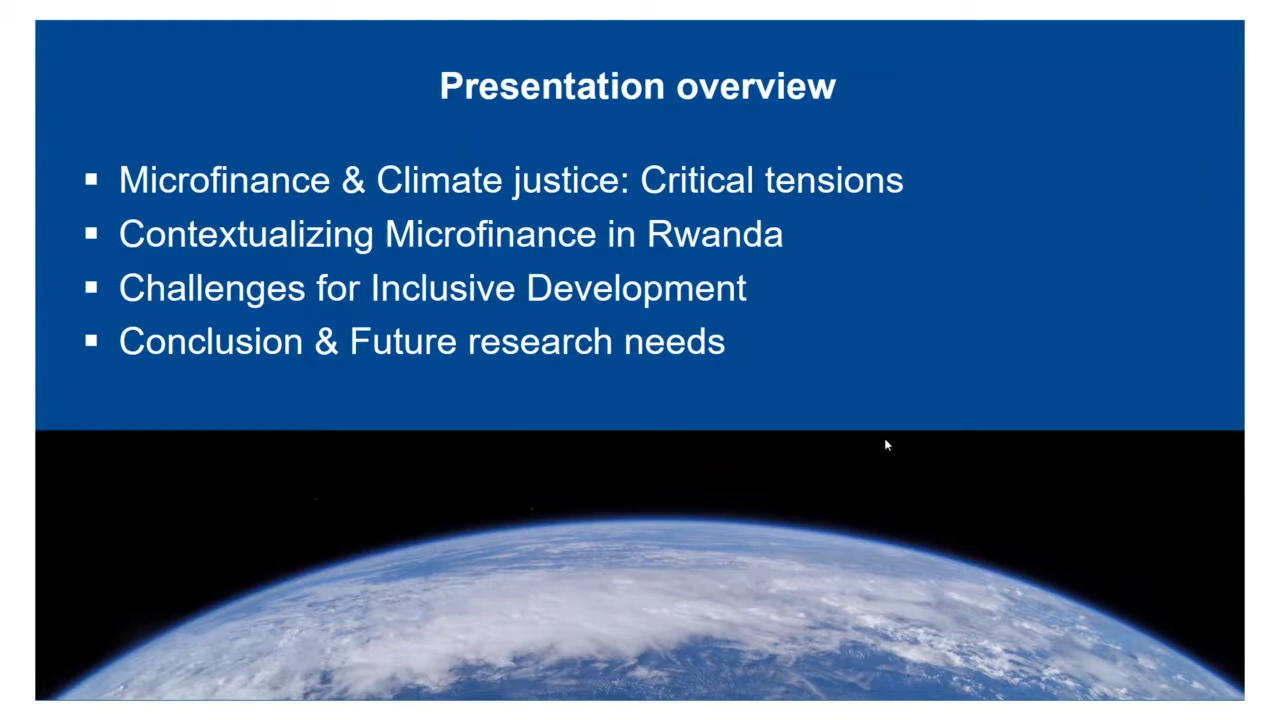 Presentation overview
▪ Microfinance & Climate justice: Critical tensions
▪ Contextualizing Microfinance in Rwanda
▪ Challenges for Inclusive Development
▪ Conclusion & Future research needs